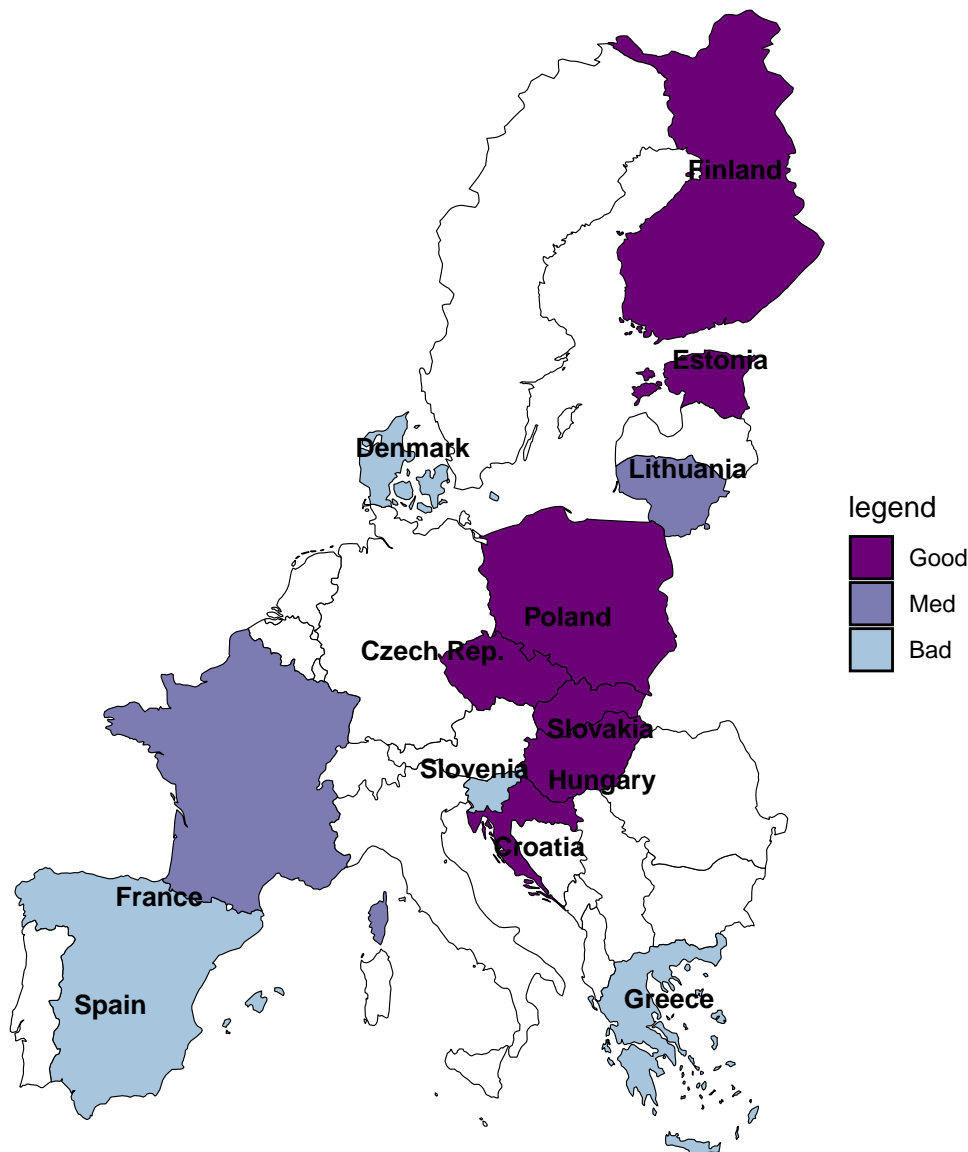 Finland
Estonia
Denmark
Lithuania
legend
Good
Med
Bad
Poland
Czech Rep.
Slovakia
Slovenia
Hungary
Croatia
France
Spain
Greece